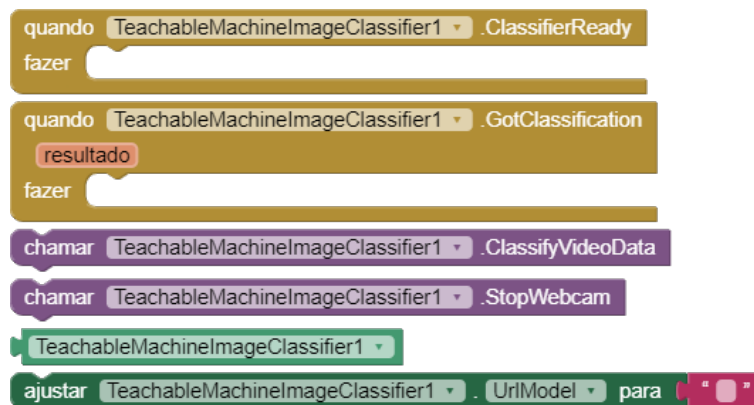 quando TeachableMachineImageClassifier1 .ClassifierReady
fazer
quando TeachableMachineImageClassifier1 .GotClassification
resultado
fazer
chamar TeachableMachineImageClassifier1 .ClassifyVideoData
chamar TeachableMachineImageClassifier1 .StopWebcam
TeachableMachineImageClassifier1
ajustar TeachableMachineImageClassifier1 . UrlModel para " "